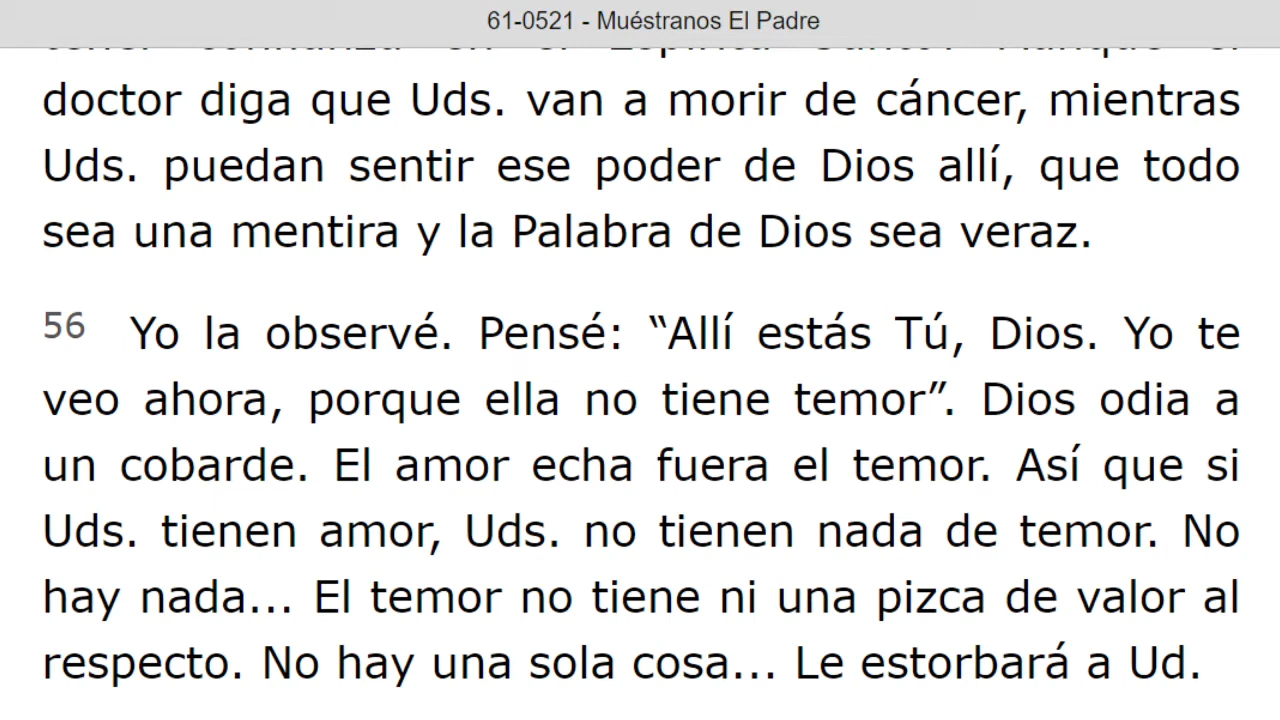 61-0521 - Muéstranos El Padre
doctor diga que Uds. van a morir de cáncer, mientras
Uds. puedan sentir ese poder de Dios allí, que todo
sea una mentira y la Palabra de Dios sea veraz.
56 Yo la observé. Pensé: “Allí estás Tú, Dios. Yo te
veo ahora, porque ella no tiene temor”. Dios odia a
un cobarde. El amor echa fuera el temor. Así que si
Uds. tienen amor, Uds. no tienen nada de temor. No
hay nada... El temor no tiene ni una pizca de valor al
respecto. No hay una sola cosa... Le estorbará a Ud.